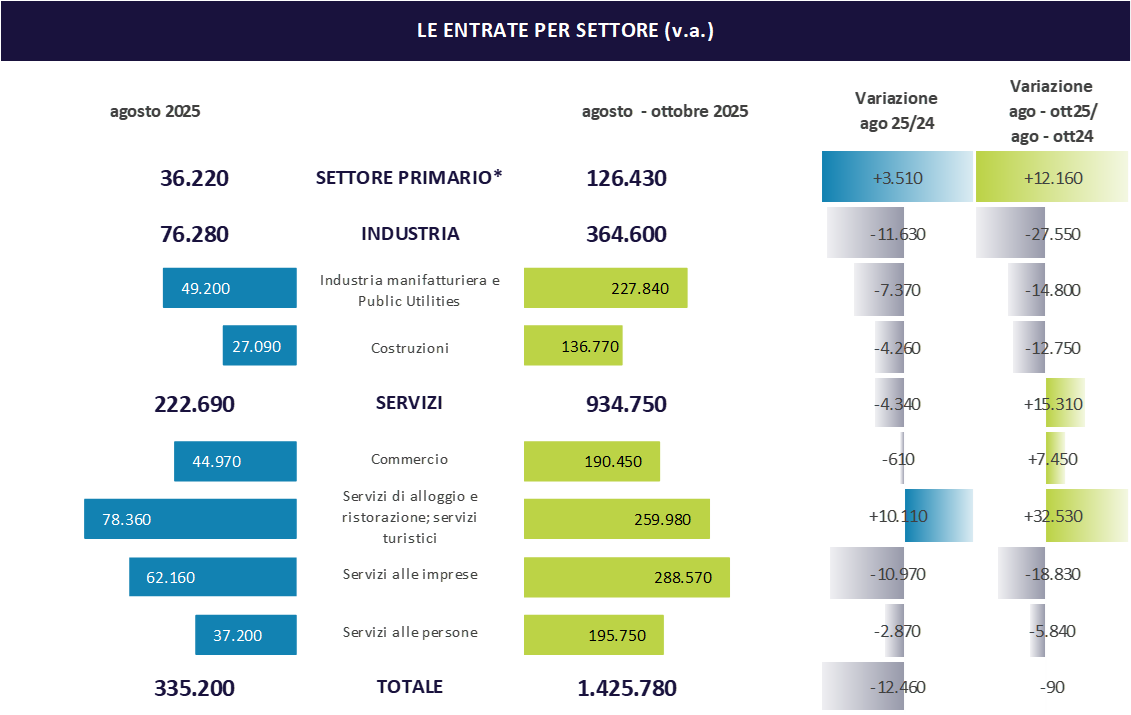 LE ENTRATE PER SETTORE (v.a.)
agosto 2025
agosto - ottobre 2025
Variazione
ago 25/24
Variazione
ago - ott25/
ago - ott24
36.220 SETTORE PRIMARIO* 126.430 +3.510 +12.160
76.280 INDUSTRIA 364.600 -11.630 -27.550
49.200 Industria manifatturiera e
Public Utilities 227.840 -7.370 -14.800
27.090 Costruzioni 136.770 -4.260 -12.750
222.690 SERVIZI 934.750 -4.340 +15.310
44.970 Commercio 190.450 -610 +7.450
78.360 Servizi di alloggio e
ristorazione; servizi
turistici 259.980 +10.110 +32.530
62.160 Servizi alle imprese 288.570 -10.970 -18.830
37.200 Servizi alle persone 195.750 -2.870 -5.840
335.200 TOTALE 1.425.780 -12.460 -90